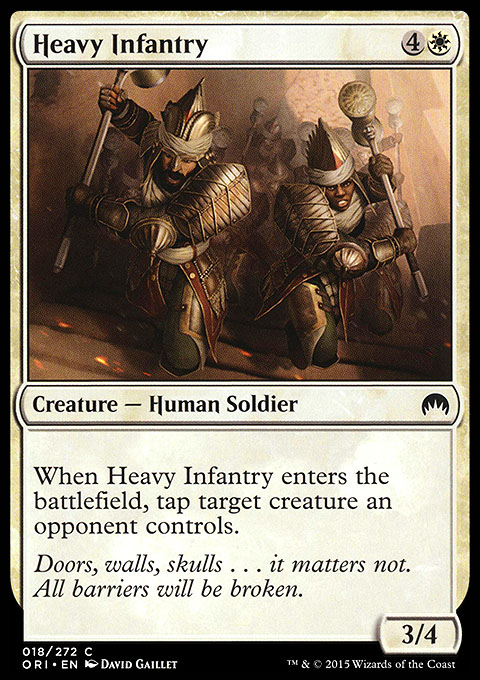 Heavy Infantry 4
Creature — Human Soldier
When Heavy Infantry enters the
battlefield, tap target creature an
opponent controls.
Doors, walls, skulls . . . it matters not.
All barriers will be broken.
3/4
018/272 C
ORI • EN DAVID GAILLET
™ & © 2015 Wizards of the Coast